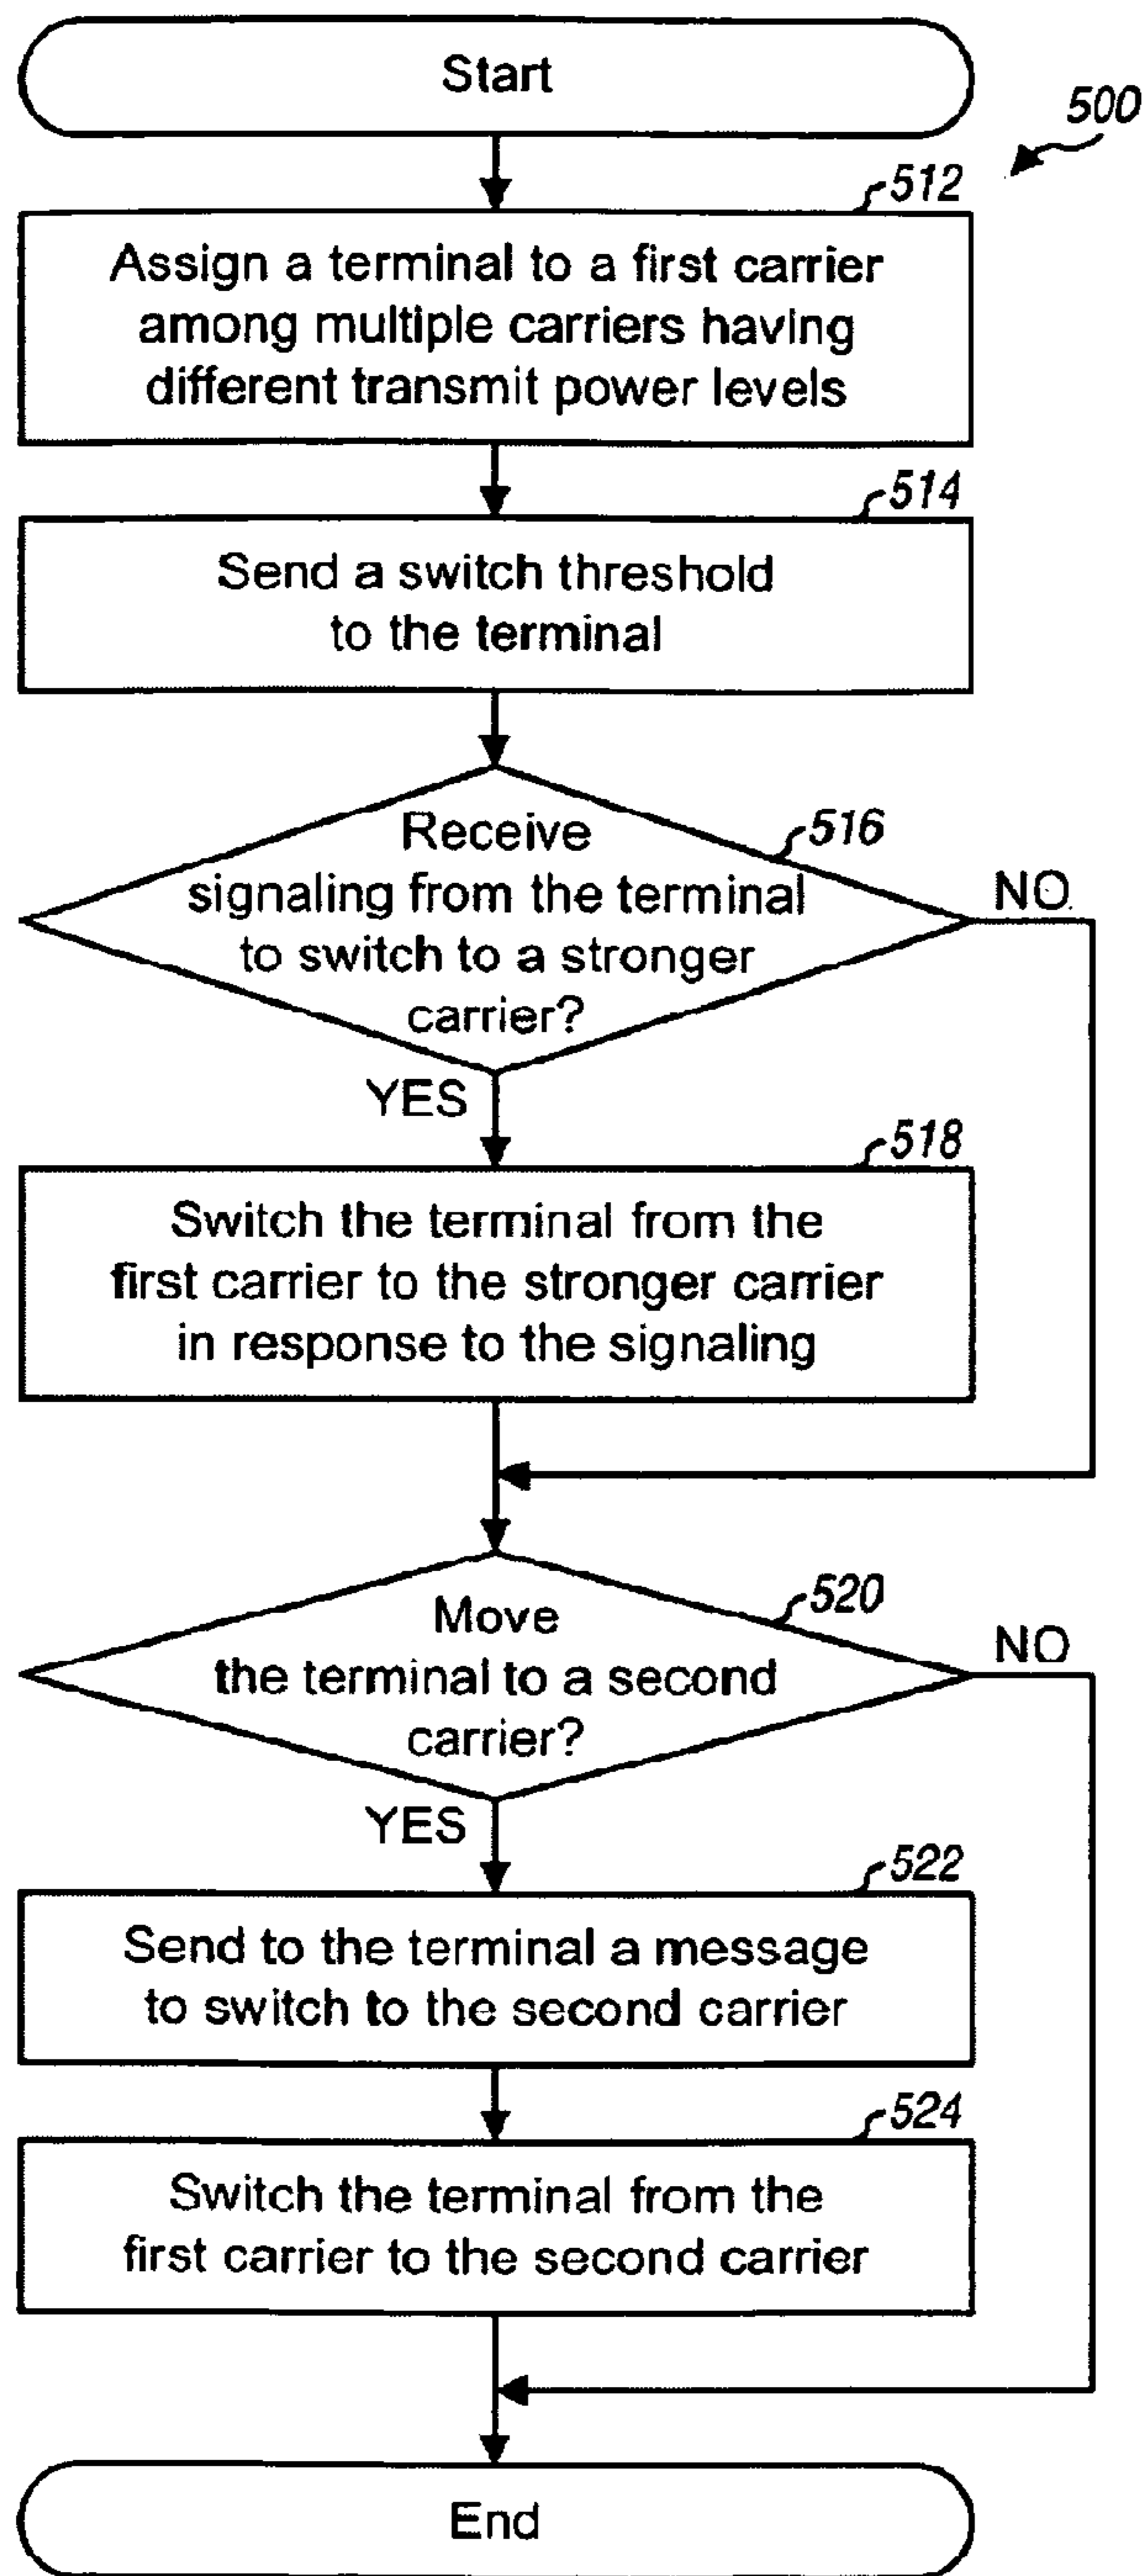 Start
500
512
Assign a terminal to a first carrier
among multiple carriers having
different transmit power levels
514
Send a switch threshold
to the terminal
516
Receive
signaling from the terminal
to switch to a stronger
carrier?
NO
YES
518
Switch the terminal from the
first carrier to the stronger carrier
in response to the signaling
520
Move
the terminal to a second
carrier?
NO
YES
522
Send to the terminal a message
to switch to the second carrier
524
Switch the terminal from the
first carrier to the second carrier
End